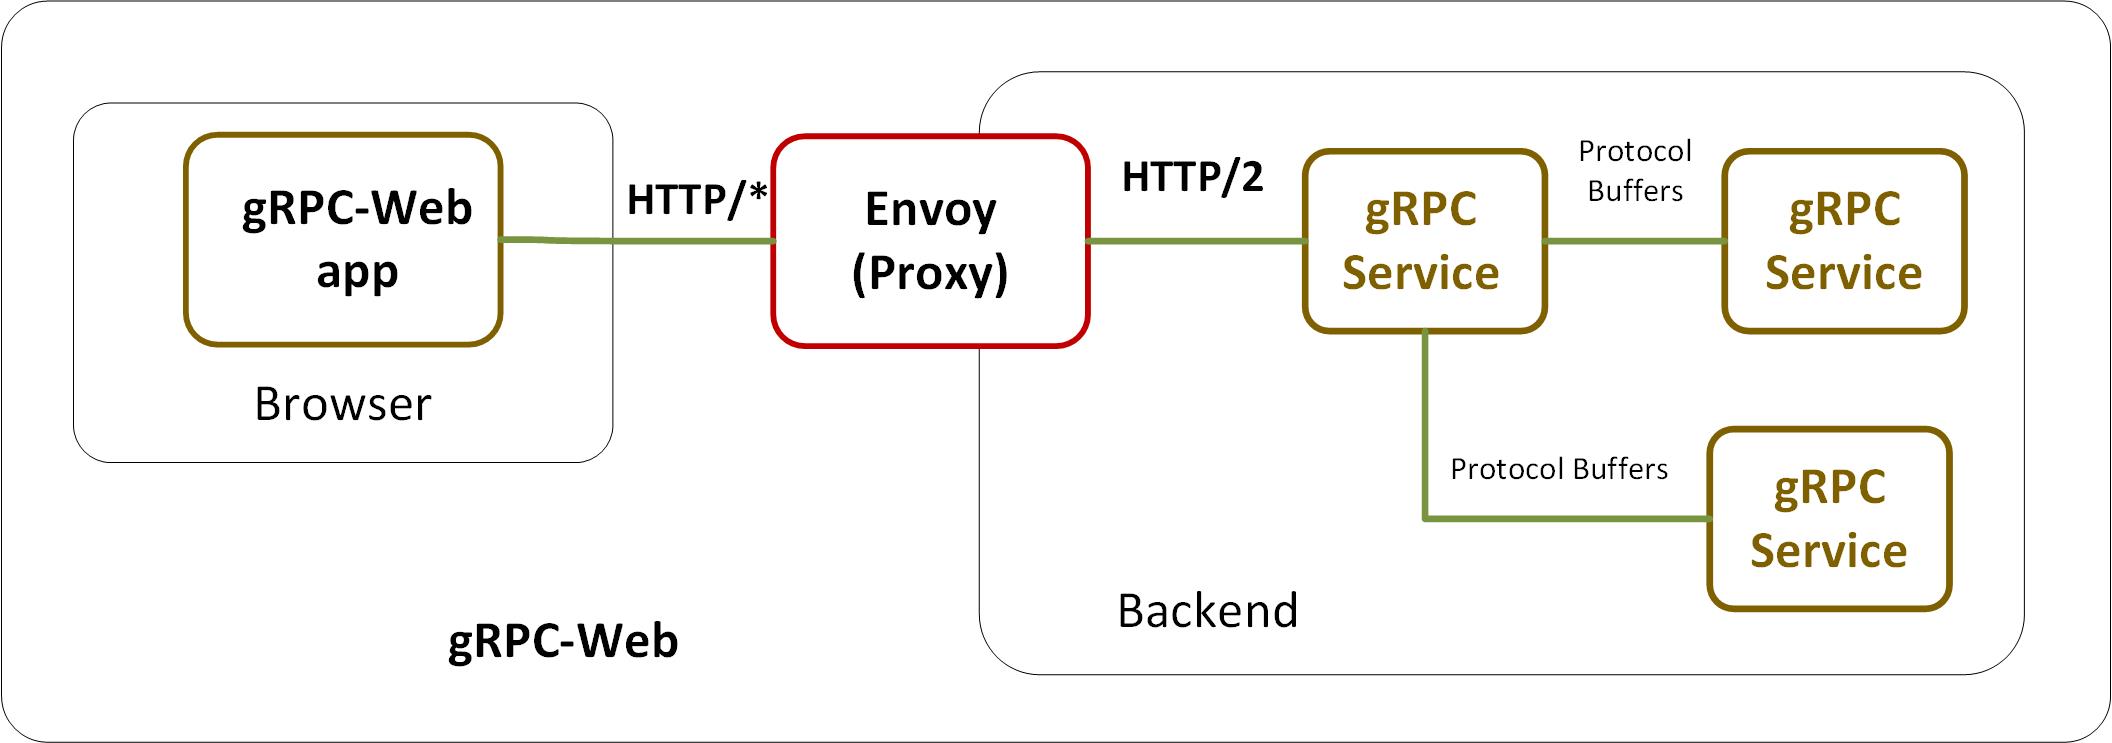 gRPC-Web
app
Browser
HTTP/*
Envoy
(Proxy)
HTTP/2
gRPC
Service
Protocol
Buffers
gRPC
Service
Protocol Buffers
gRPC
Service
Backend
gRPC-Web